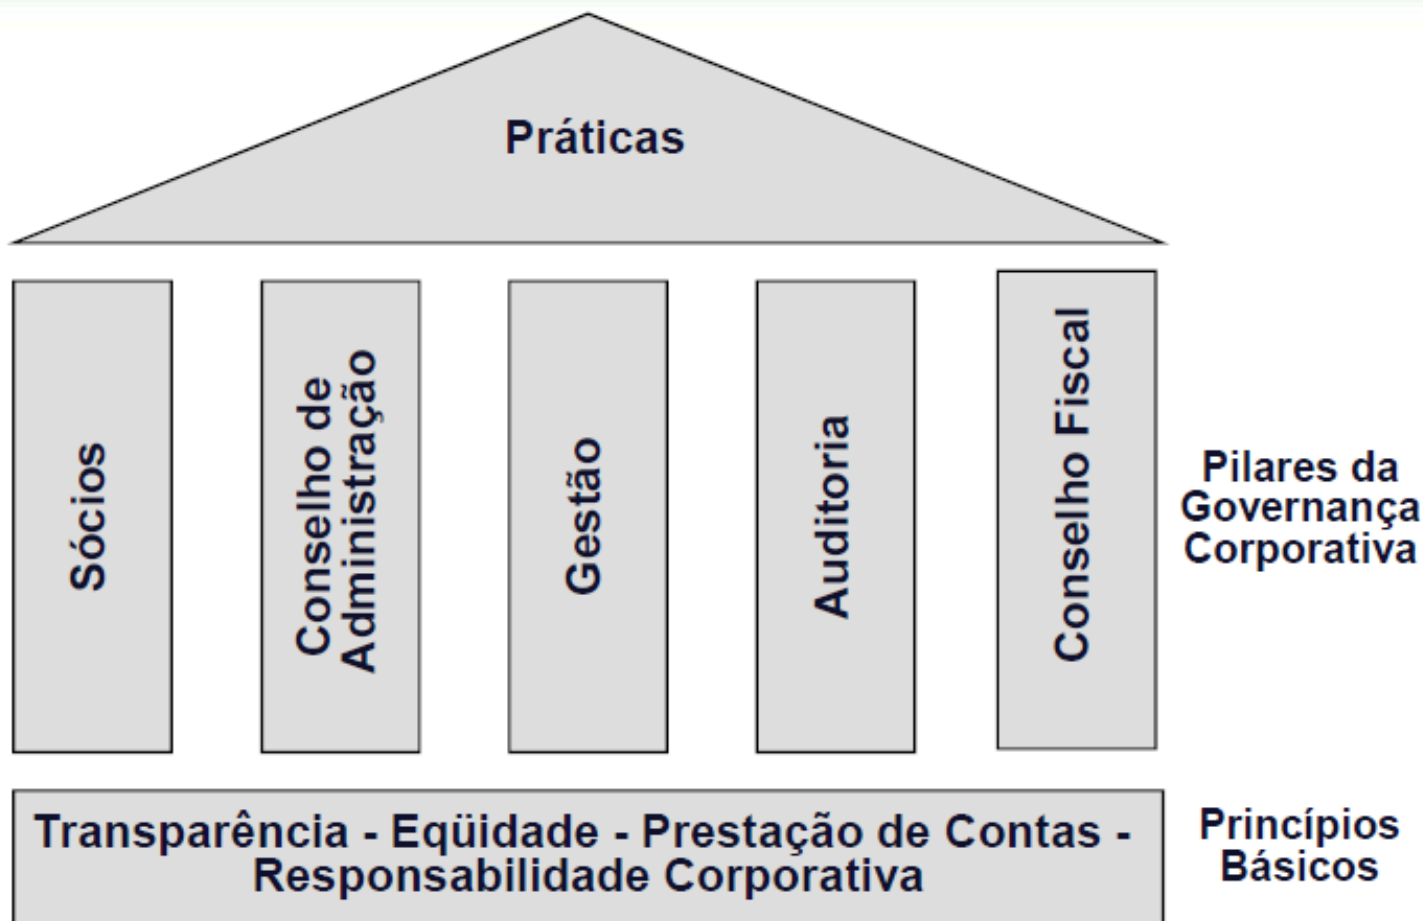 Práticas
Sócios
Conselho de
Administração
Gestão
Auditoria
Conselho Fiscal
Pilares da
Governança
Corporativa
Transparência - Eqüidade - Prestação de Contas -
Responsabilidade Corporativa
Princípios
Básicos